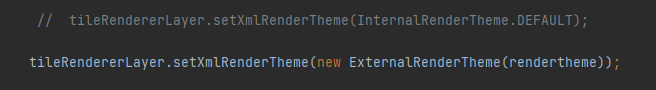 //  tileRendererLayer.setXmlRenderTheme(InternalRenderTheme.DEFAULT);
tileRendererLayer.setXmlRenderTheme(new ExternalRenderTheme(rendertheme));